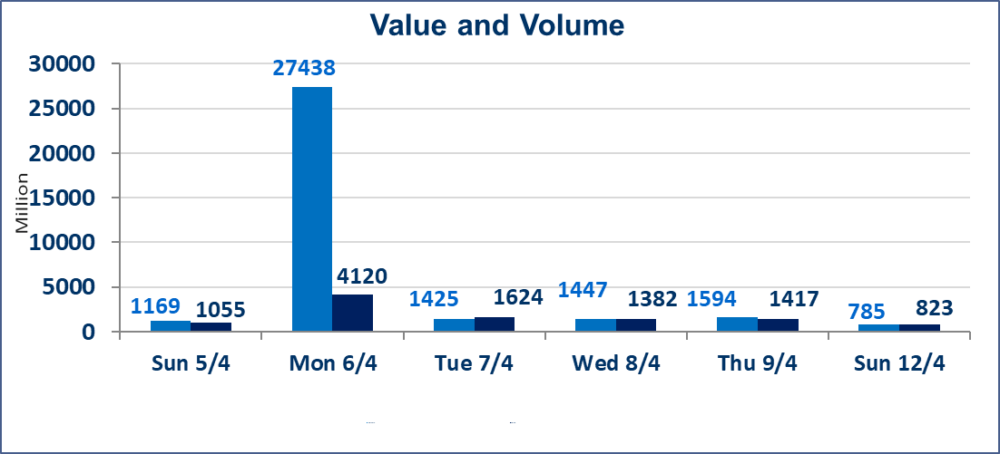 Value and Volume
30000
25000
20000
15000
10000
5000
0
Million
1169
1055
27438
4120
1425
1624
1447
1382
1594
1417
785
823
Sun 5/4
Mon 6/4
Tue 7/4
Wed 8/4
Thu 9/4
Sun 12/4